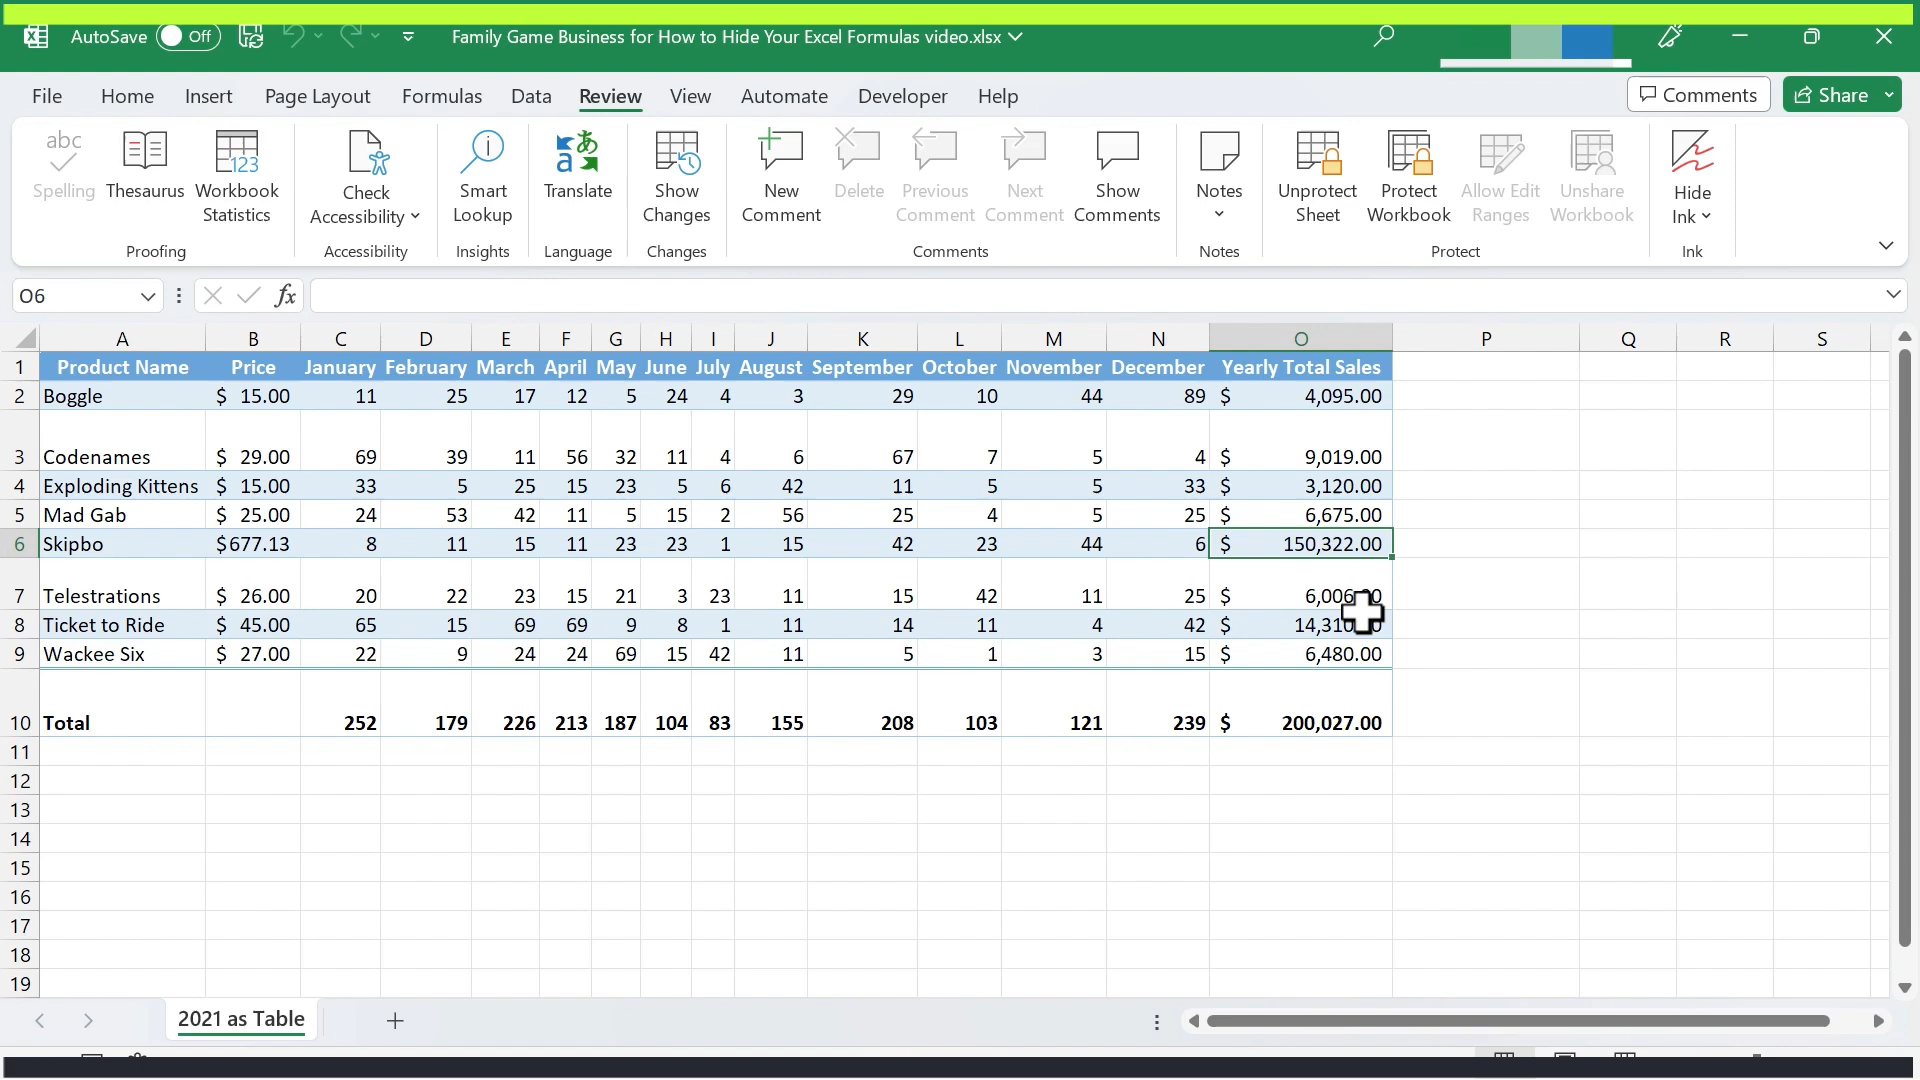 AutoSave Off Family Game Business for How to Hide Your Excel Formulas video.xlsx
File Home Insert Page Layout Formulas Data Review View Automate Developer Help Comments Share
abc 123 a あ
Spelling Thesaurus Workbook Statistics Check Accessibility Smart Lookup Translate Show Changes New Comment Delete Previous Comment Next Comment Show Comments Notes Unprotect Sheet Protect Workbook Allow Edit Ranges Unshare Workbook Hide Ink
Proofing Accessibility Insights Language Changes Comments Notes Protect Ink
O6 fx
A B C D E F G H I J K L M N O P Q R S
1 Product Name Price January February March April May June July August September October November December Yearly Total Sales
2 Boggle $ 15.00 11 25 17 12 5 24 4 3 29 10 44 89 $ 4,095.00
3 Codenames $ 29.00 69 39 11 56 32 11 4 6 67 7 5 4 $ 9,019.00
4 Exploding Kittens $ 15.00 33 5 25 15 23 5 6 42 11 5 5 33 $ 3,120.00
5 Mad Gab $ 25.00 24 53 42 11 5 15 2 56 25 4 5 25 $ 6,675.00
6 Skipbo $677.13 8 11 15 11 23 23 1 15 42 23 44 6 $ 150,322.00
7 Telestrations $ 26.00 20 22 23 15 21 3 23 11 15 42 11 25 $
8 Ticket to Ride $ 45.00 65 15 69 69 9 8 1 11 14 11 4 42 $
9 Wackee Six $ 27.00 22 9 24 24 69 15 42 11 5 1 3 15 $ 6,480.00
10 Total 252 179 226 213 187 104 83 155 208 103 121 239 $ 200,027.00
11
12
13
14
15
16
17
18
19
2021 as Table